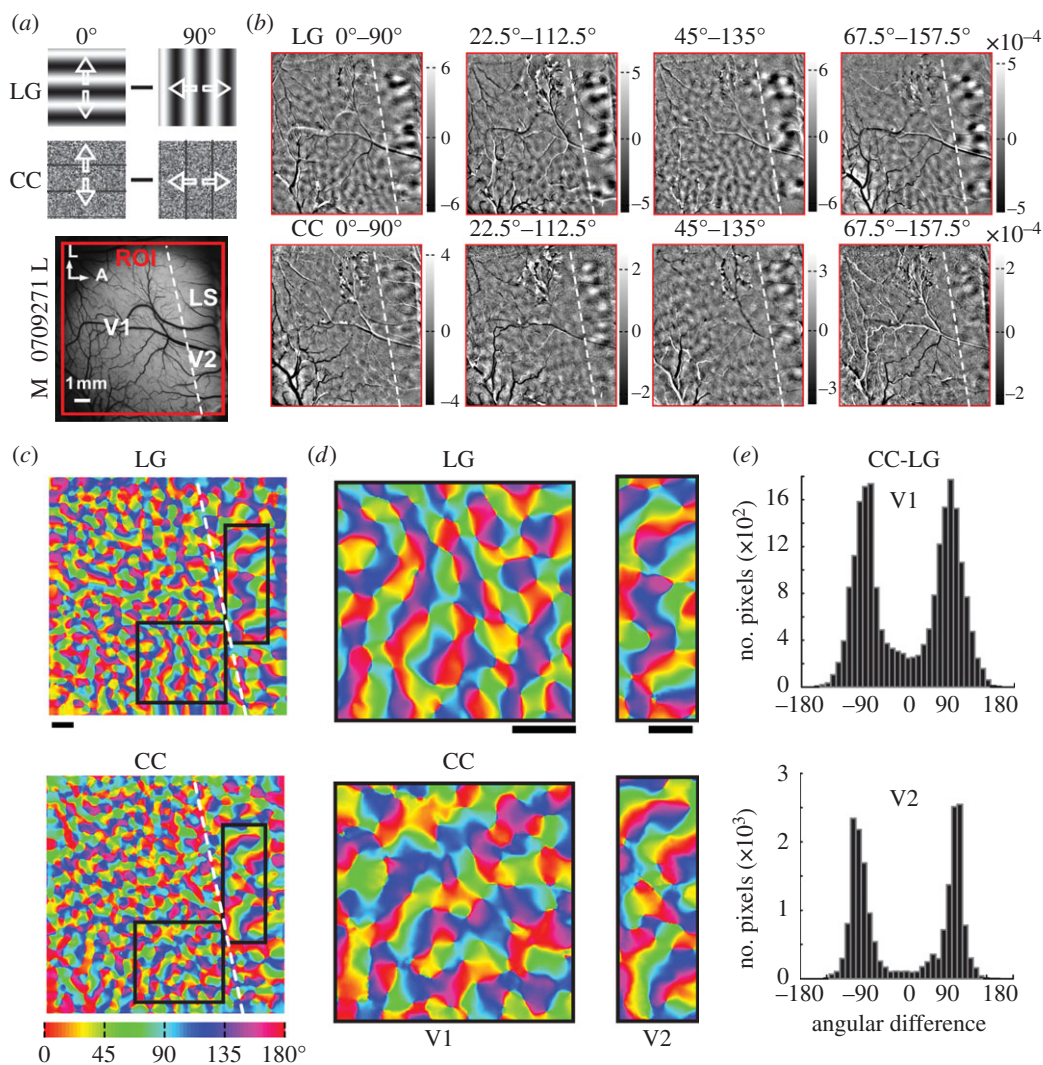 (a)
0° 90°
LG
CC
M 0709271 L
L
A
ROI
LS
V1
V2
1 mm
(b)
LG 0°–90° 22.5°–112.5° 45°–135° 67.5°–157.5° ×10⁻⁴
6 5 6 5
0 0 0 0
–6 –5 –6 –5
CC 0°–90° 22.5°–112.5° 45°–135° 67.5°–157.5° ×10⁻⁴
4 2 3 2
0 0 0 0
–4 –2 –3 –2
(c)
LG
CC
0 45 90 135 180°
(d)
LG
CC
V1 V2
(e)
CC-LG
V1
no. pixels (×10²)
16
12
8
4
0
–180 –90 0 90 180
V2
no. pixels (×10³)
3
2
1
0
–180 –90 0 90 180
angular difference